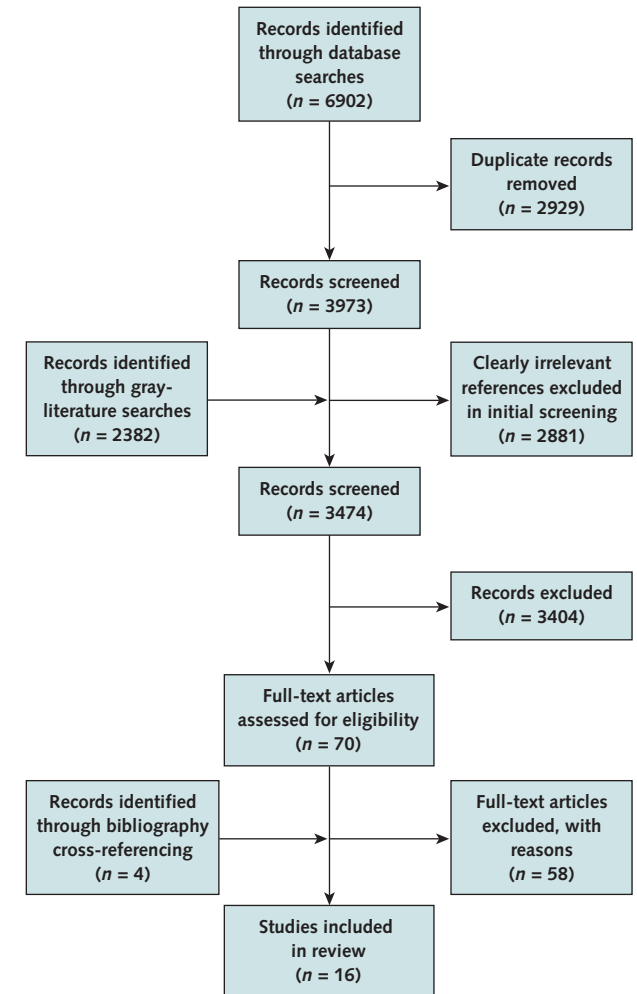 Records identified
through database
searches
(n = 6902)
Duplicate records
removed
(n = 2929)
Records screened
(n = 3973)
Records identified
through gray-
literature searches
(n = 2382)
Clearly irrelevant
references excluded
in initial screening
(n = 2881)
Records screened
(n = 3474)
Records excluded
(n = 3404)
Full-text articles
assessed for eligibility
(n = 70)
Records identified
through bibliography
cross-referencing
(n = 4)
Full-text articles
excluded, with
reasons
(n = 58)
Studies included
in review
(n = 16)